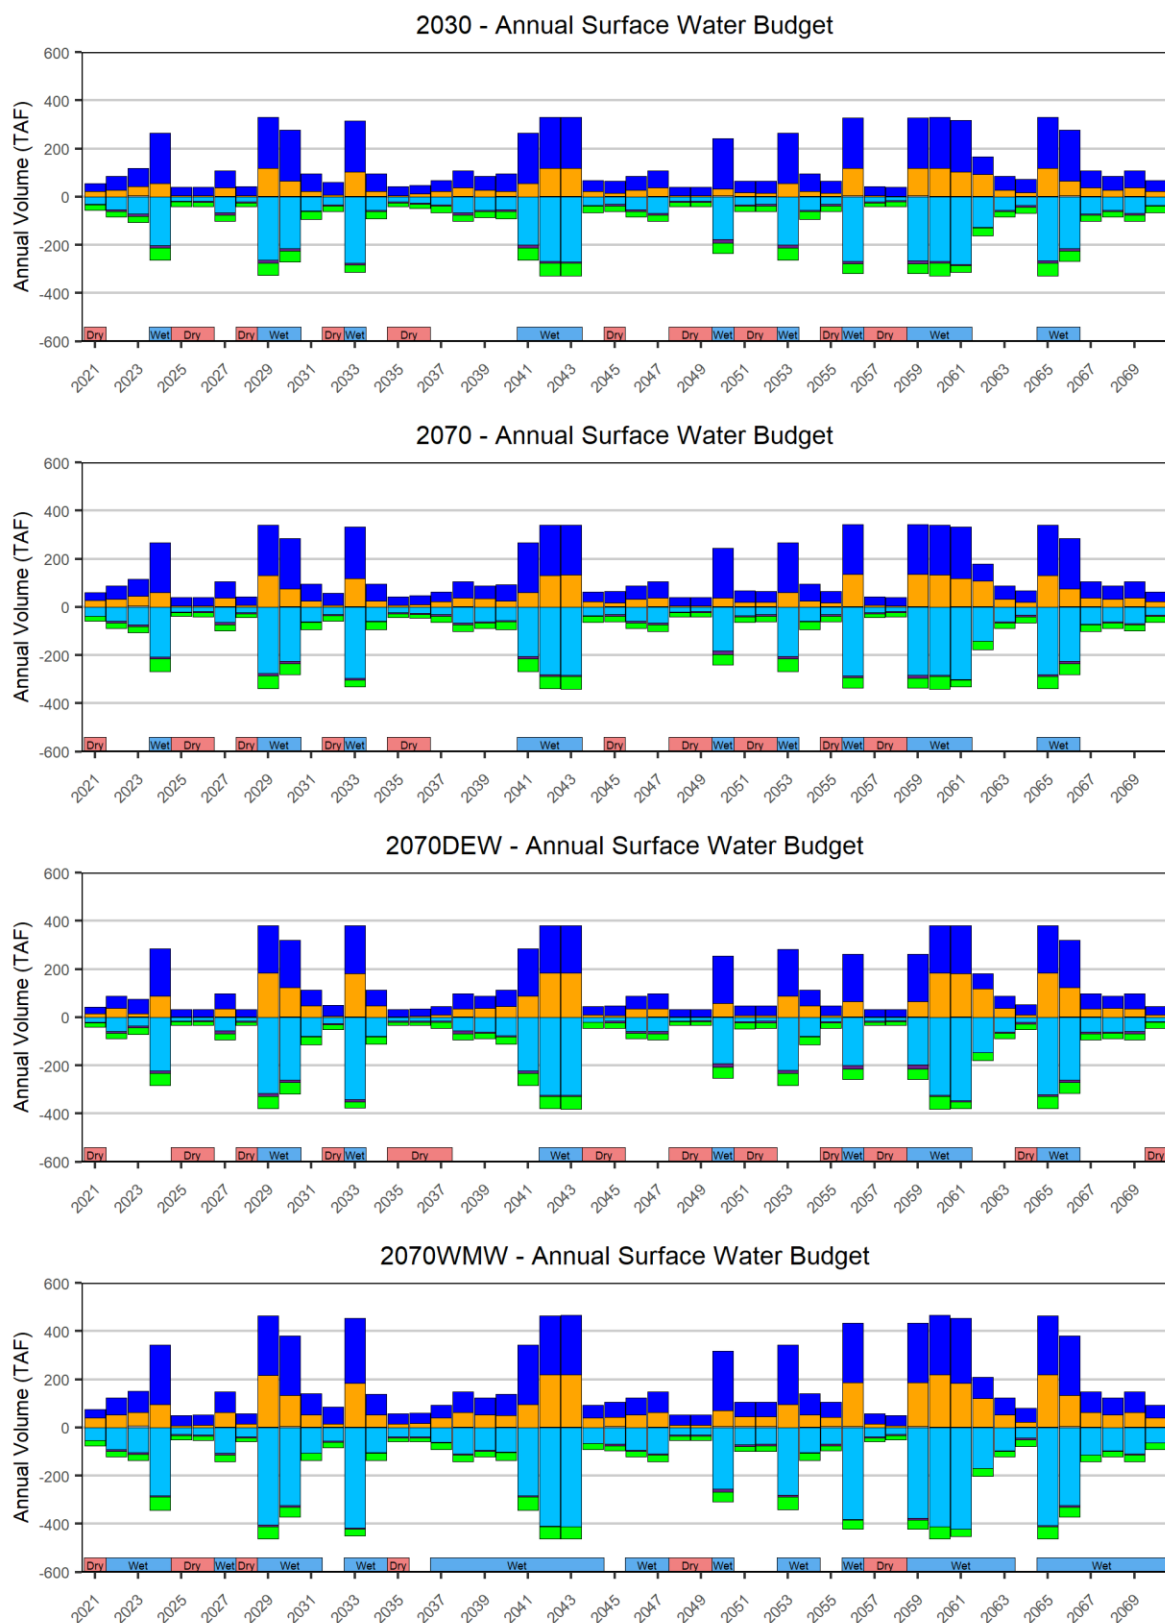 2030 - Annual Surface Water Budget
Annual Volume (TAF)
600
400
200
0
-200
-400
-600
Dry Wet Dry Dry Wet Dry Wet Dry Wet Dry Dry Wet Dry Wet Dry Wet Dry Wet Wet
2021 2023 2025 2027 2029 2031 2033 2035 2037 2039 2041 2043 2045 2047 2049 2051 2053 2055 2057 2059 2061 2063 2065 2067 2069
2070 - Annual Surface Water Budget
Annual Volume (TAF)
600
400
200
0
-200
-400
-600
Dry Wet Dry Dry Wet Dry Wet Dry Wet Dry Dry Wet Dry Wet Dry Wet Dry Wet Wet
2021 2023 2025 2027 2029 2031 2033 2035 2037 2039 2041 2043 2045 2047 2049 2051 2053 2055 2057 2059 2061 2063 2065 2067 2069
2070DEW - Annual Surface Water Budget
Annual Volume (TAF)
600
400
200
0
-200
-400
-600
Dry Dry Dry Wet Dry Wet Dry Wet Dry Dry Wet Dry Dry Wet Dry Wet Dry Wet Dry
2021 2023 2025 2027 2029 2031 2033 2035 2037 2039 2041 2043 2045 2047 2049 2051 2053 2055 2057 2059 2061 2063 2065 2067 2069
2070WMW - Annual Surface Water Budget
Annual Volume (TAF)
600
400
200
0
-200
-400
-600
Dry Wet Dry Wet Dry Wet Wet Dry Wet Wet Dry Wet Wet Wet Dry Wet Wet
2021 2023 2025 2027 2029 2031 2033 2035 2037 2039 2041 2043 2045 2047 2049 2051 2053 2055 2057 2059 2061 2063 2065 2067 2069